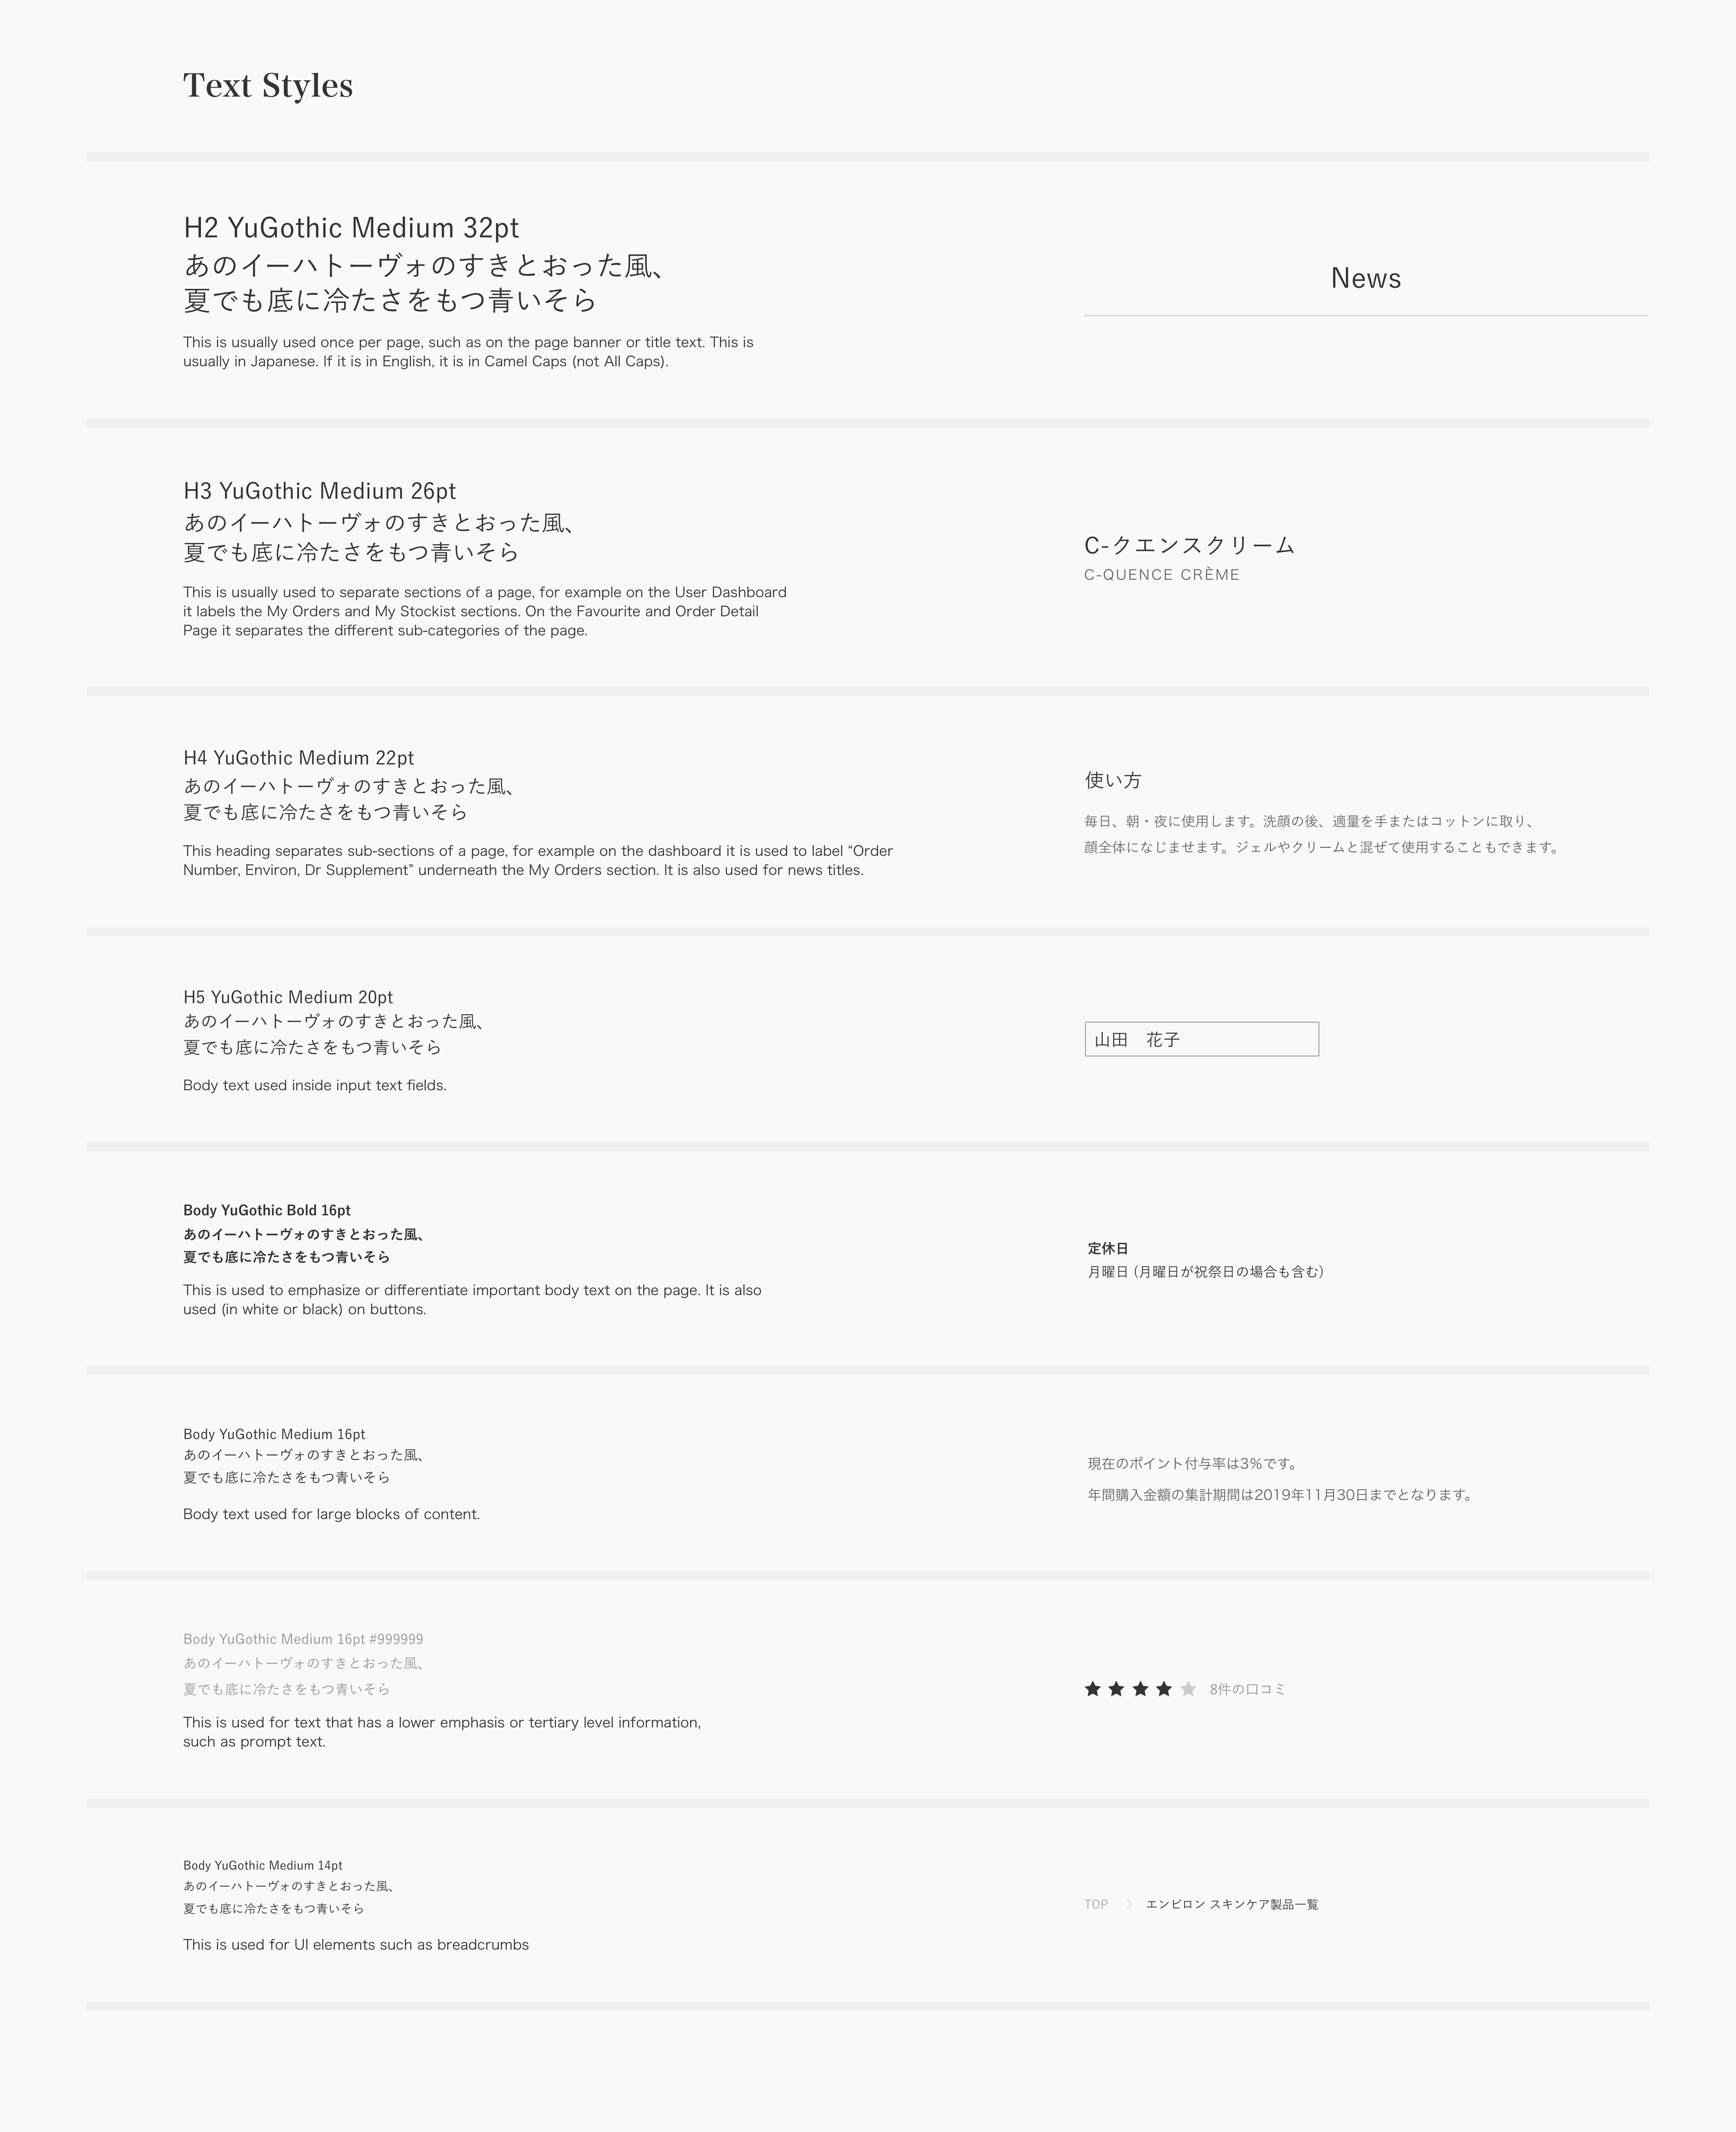 Text Styles
H2 YuGothic Medium 32pt
あのイーハトーヴォのすきとおった風、
夏でも底に冷たさをもつ青いそら
This is usually used once per page, such as on the page banner or title text. This is
usually in Japanese. If it is in English, it is in Camel Caps (not All Caps).
News
H3 YuGothic Medium 26pt
あのイーハトーヴォのすきとおった風、
夏でも底に冷たさをもつ青いそら
This is usually used to separate sections of a page, for example on the User Dashboard
it labels the My Orders and My Stockist sections. On the Favourite and Order Detail
Page it separates the different sub-categories of the page.
C-クエンスクリーム
C-QUENCE CRÈME
H4 YuGothic Medium 22pt
あのイーハトーヴォのすきとおった風、
夏でも底に冷たさをもつ青いそら
This heading separates sub-sections of a page, for example on the dashboard it is used to label “Order
Number, Environ, Dr Supplement” underneath the My Orders section. It is also used for news titles.
使い方
毎日、朝・夜に使用します。洗顔の後、適量を手またはコットンに取り、
顔全体になじませます。ジェルやクリームと混ぜて使用することもできます。
H5 YuGothic Medium 20pt
あのイーハトーヴォのすきとおった風、
夏でも底に冷たさをもつ青いそら
Body text used inside input text fields.
山田　花子
Body YuGothic Bold 16pt
あのイーハトーヴォのすきとおった風、
夏でも底に冷たさをもつ青いそら
This is used to emphasize or differentiate important body text on the page. It is also
used (in white or black) on buttons.
定休日
月曜日 (月曜日が祝祭日の場合も含む)
Body YuGothic Medium 16pt
あのイーハトーヴォのすきとおった風、
夏でも底に冷たさをもつ青いそら
Body text used for large blocks of content.
現在のポイント付与率は3％です。
年間購入金額の集計期間は2019年11月30日までとなります。
Body YuGothic Medium 16pt #999999
あのイーハトーヴォのすきとおった風、
夏でも底に冷たさをもつ青いそら
This is used for text that has a lower emphasis or tertiary level information,
such as prompt text.
8件の口コミ
Body YuGothic Medium 14pt
あのイーハトーヴォのすきとおった風、
夏でも底に冷たさをもつ青いそら
This is used for UI elements such as breadcrumbs
TOP > エンビロン スキンケア製品一覧